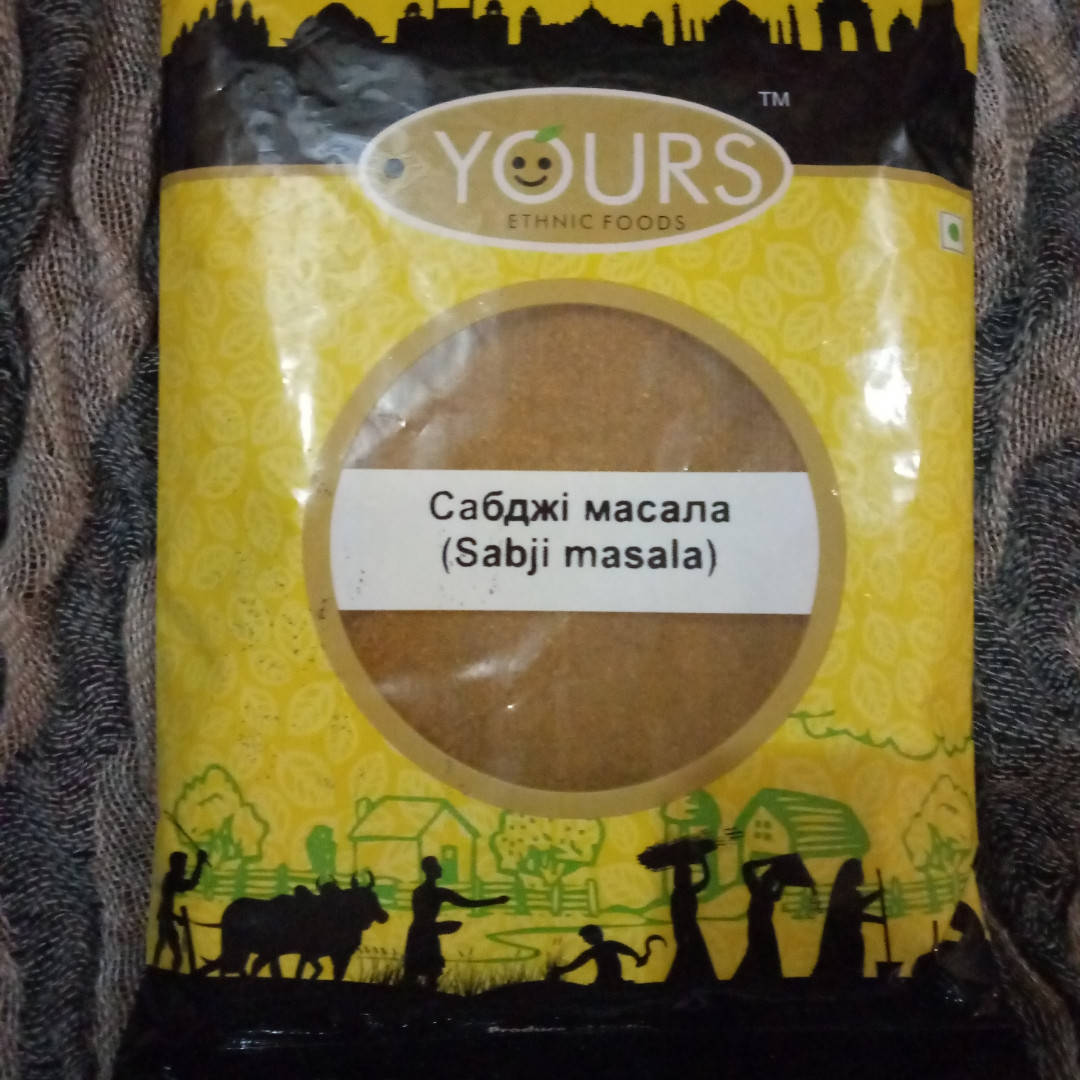 TM
YOURS
ETHNIC FOODS
Сабджі масала
(Sabji masala)